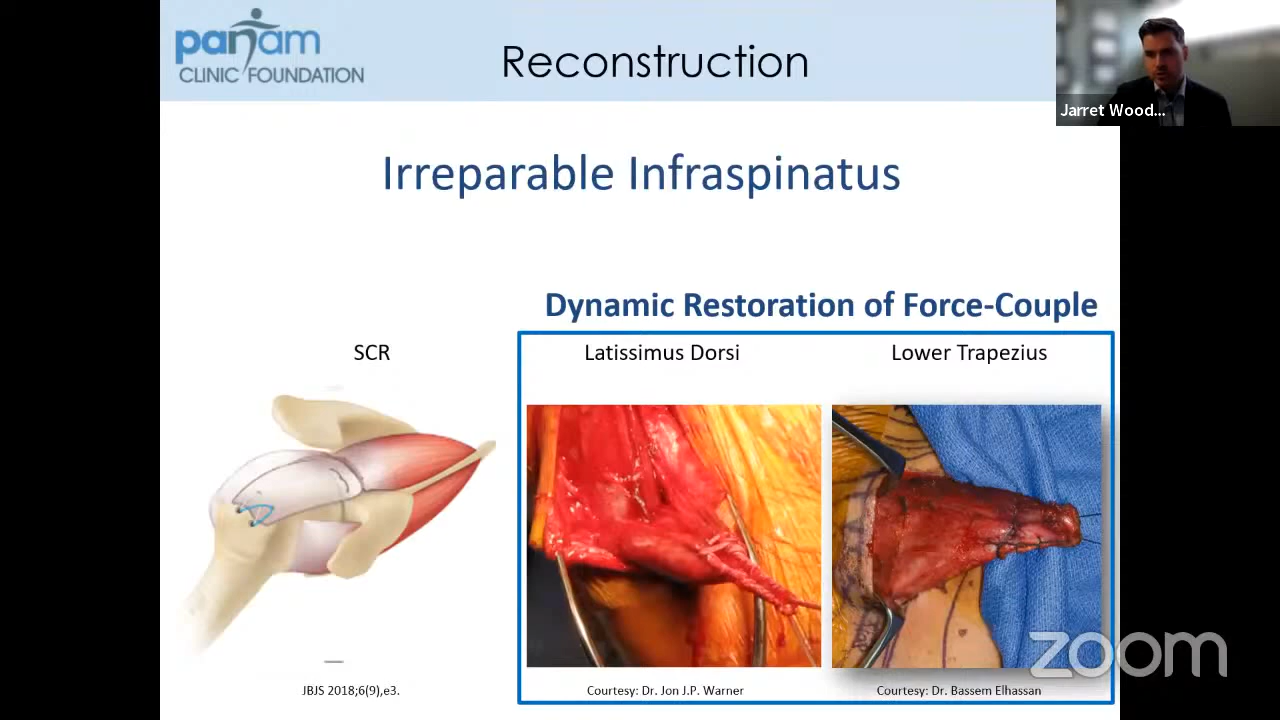 panam
CLINIC FOUNDATION
Reconstruction
Jarret Wood...
Irreparable Infraspinatus
Dynamic Restoration of Force-Couple
SCR
Latissimus Dorsi
Lower Trapezius
JBJS 2018;6(9),e3.
Courtesy: Dr. Jon J.P. Warner
Courtesy: Dr. Bassem Elhassan
zoom